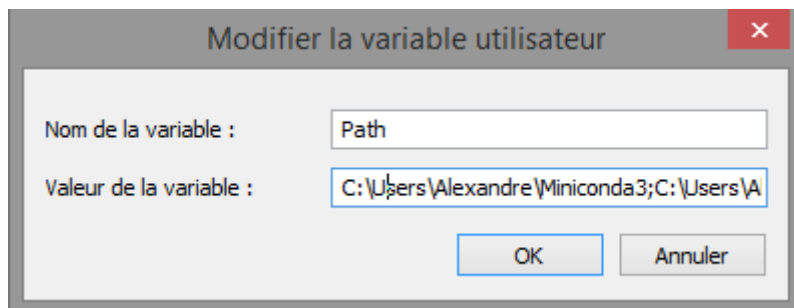 Modifier la variable utilisateur
Nom de la variable : Path
Valeur de la variable : C:\Users\Alexandre\Miniconda3;C:\Users\A
OK Annuler